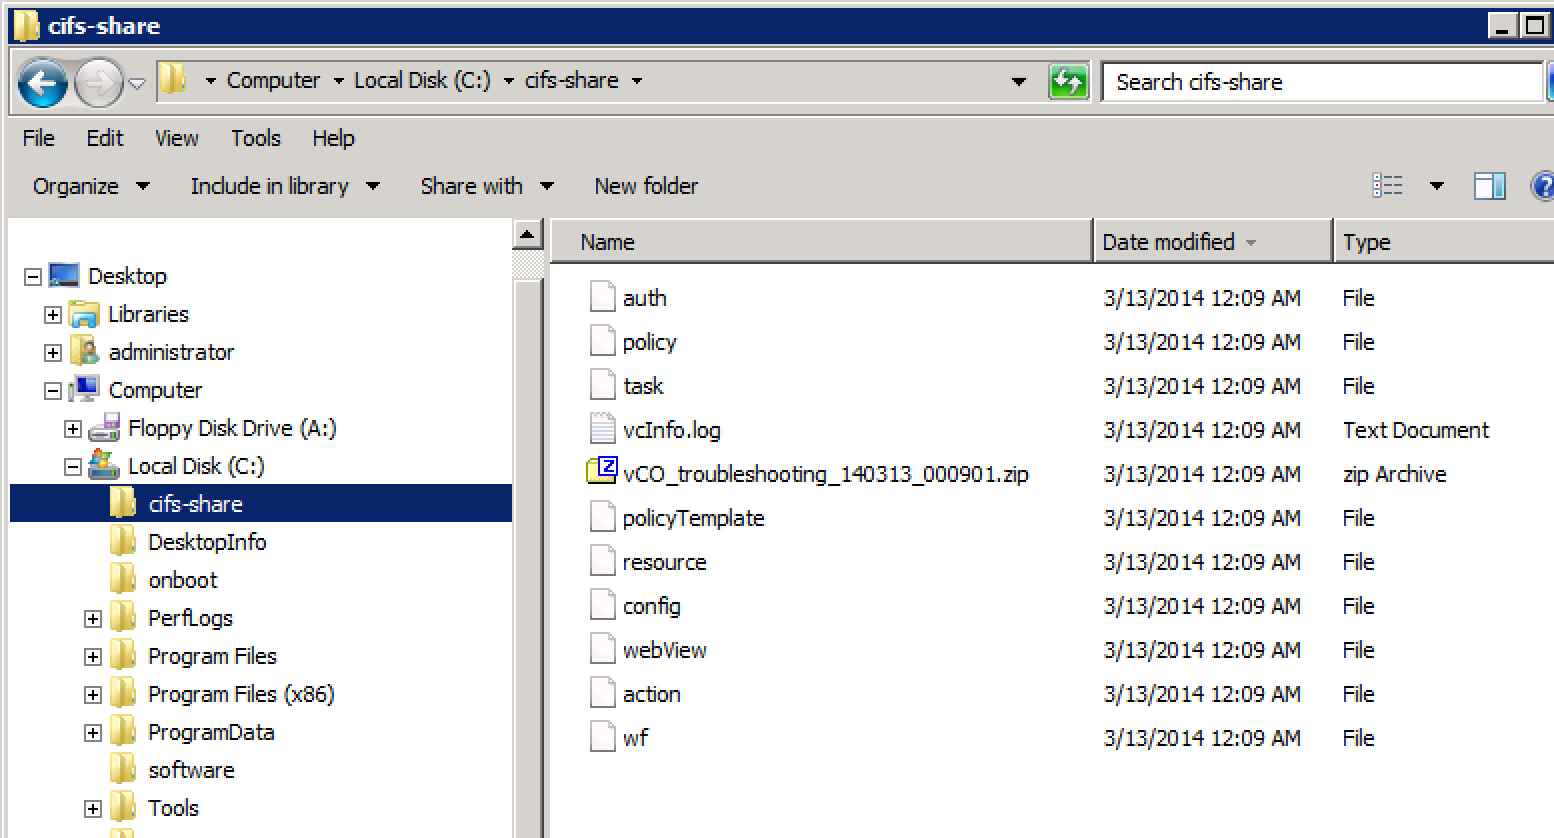 cifs-share
Computer Local Disk (C:) cifs-share Search cifs-share
File Edit View Tools Help
Organize Include in library Share with New folder ?
Desktop
Libraries
administrator
Computer
Floppy Disk Drive (A:)
Local Disk (C:)
cifs-share
DesktopInfo
onboot
PerfLogs
Program Files
Program Files (x86)
ProgramData
software
Tools
Name Date modified Type
auth 3/13/2014 12:09 AM File
policy 3/13/2014 12:09 AM File
task 3/13/2014 12:09 AM File
vcInfo.log 3/13/2014 12:09 AM Text Document
vCO_troubleshooting_140313_000901.zip 3/13/2014 12:09 AM zip Archive
policyTemplate 3/13/2014 12:09 AM File
resource 3/13/2014 12:09 AM File
config 3/13/2014 12:09 AM File
webView 3/13/2014 12:09 AM File
action 3/13/2014 12:09 AM File
wf 3/13/2014 12:09 AM File